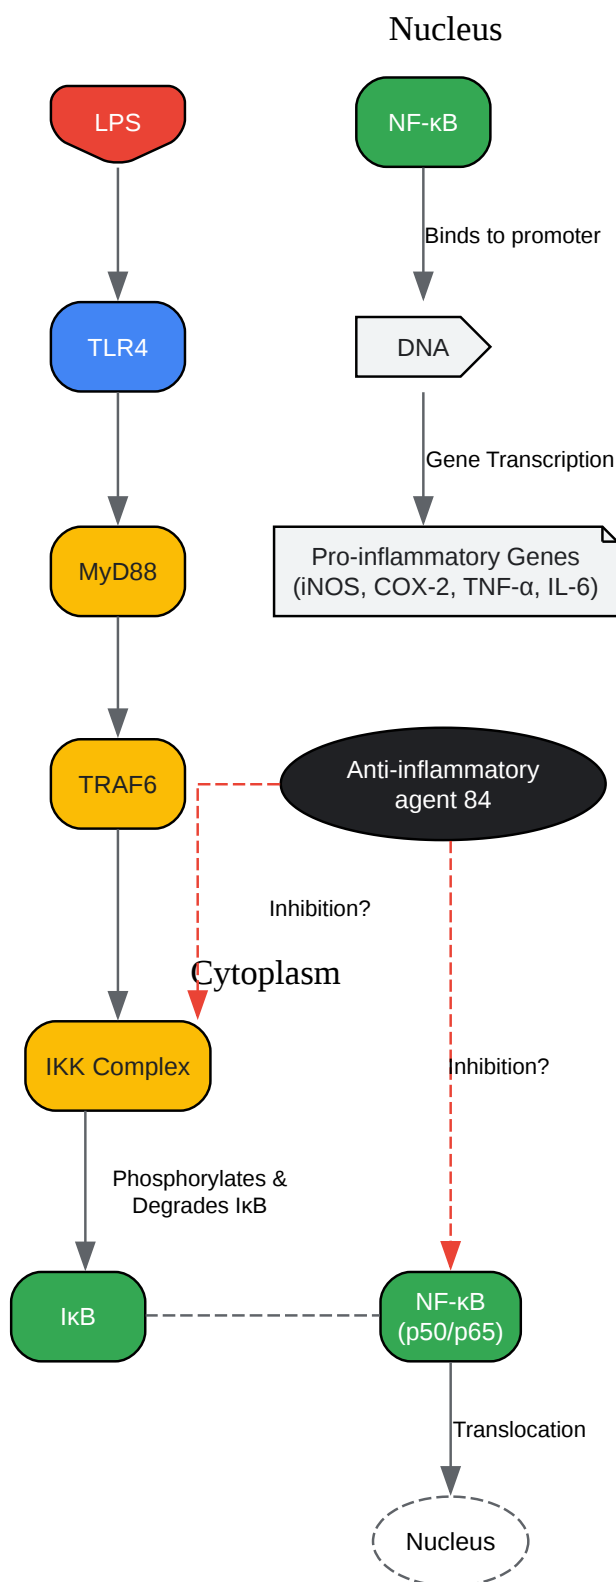 Nucleus
LPS
NF-κB
Binds to promoter
TLR4
DNA
Gene Transcription
MyD88
Pro-inflammatory Genes
(iNOS, COX-2, TNF-α, IL-6)
TRAF6
Anti-inflammatory
agent 84
Inhibition?
Cytoplasm
IKK Complex
Inhibition?
Phosphorylates &
Degrades IκB
IκB
NF-κB
(p50/p65)
Translocation
Nucleus